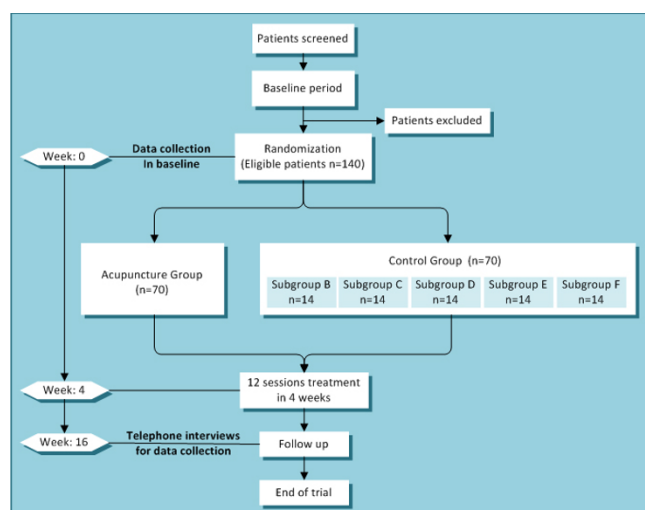 Patients screened
Baseline period
Patients excluded
Week: 0
Data collection
In baseline
Randomization
(Eligible patients n=140)
Acupuncture Group
(n=70)
Control Group (n=70)
Subgroup B
n=14
Subgroup C
n=14
Subgroup D
n=14
Subgroup E
n=14
Subgroup F
n=14
Week: 4
12 sessions treatment
in 4 weeks
Week: 16
Telephone interviews
for data collection
Follow up
End of trial